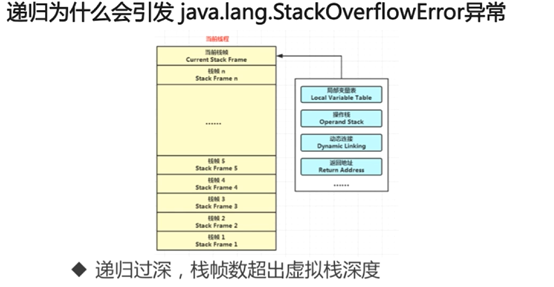 递归为什么会引发 java.lang.StackOverflowError异常
当前线程
当前栈帧
Current Stack Frame
栈帧 n
Stack Frame n
......
栈帧 5
Stack Frame 5
栈帧 4
Stack Frame 4
栈帧 3
Stack Frame 3
栈帧 2
Stack Frame 2
栈帧 1
Stack Frame 1
局部变量表
Local Variable Table
操作栈
Operand Stack
动态连接
Dynamic Linking
返回地址
Return Address
......
◆ 递归过深，栈帧数超出虚拟栈深度